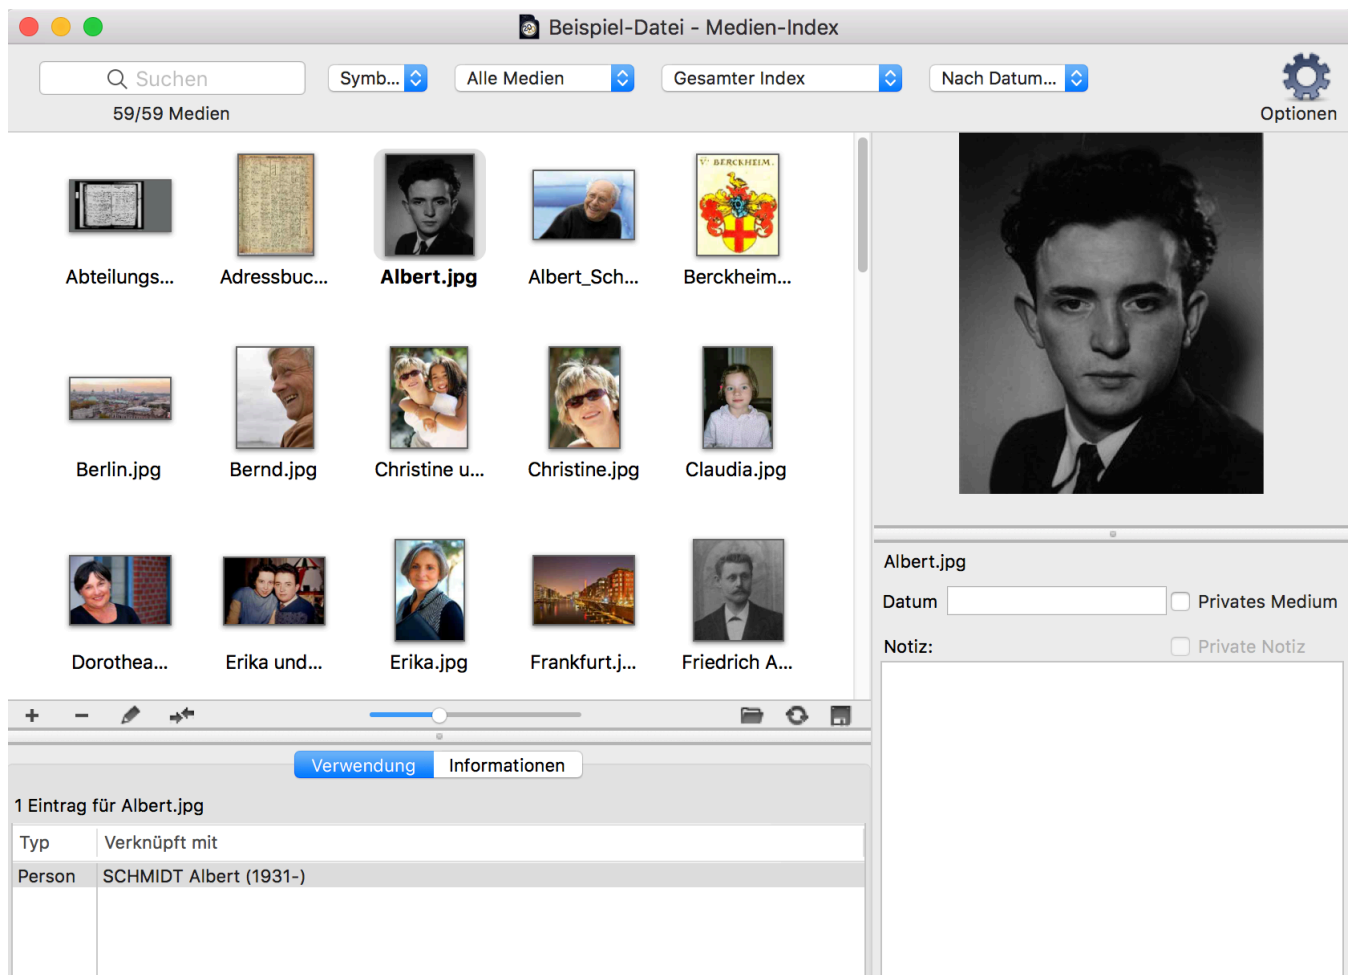 Beispiel-Datei - Medien-Index
Suchen
Symb...
Alle Medien
Gesamter Index
Nach Datum...
59/59 Medien
Optionen
V. BERCKHEIM.
Abteilungs...
Adressbuc...
Albert.jpg
Albert_Sch...
Berckheim...
Berlin.jpg
Bernd.jpg
Christine u...
Christine.jpg
Claudia.jpg
Dorothea...
Erika und...
Erika.jpg
Frankfurt.j...
Friedrich A...
Albert.jpg
Datum
Privates Medium
Notiz:
Private Notiz
Verwendung
Informationen
1 Eintrag für Albert.jpg
Typ
Verknüpft mit
Person
SCHMIDT Albert (1931-)